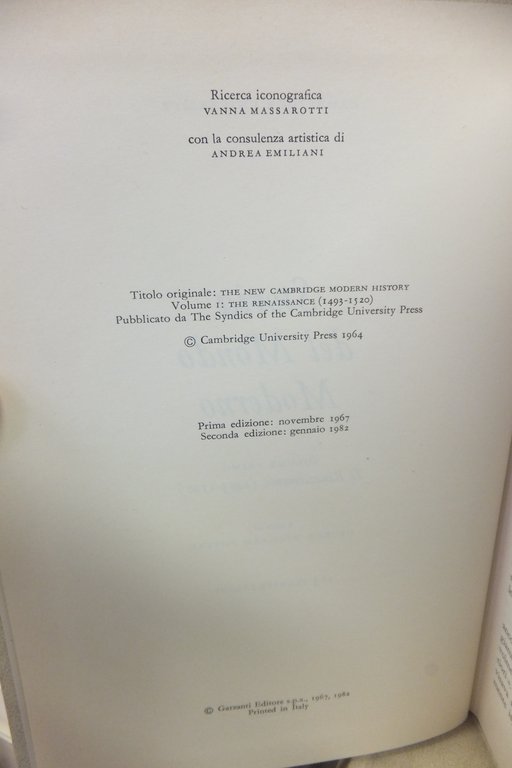 Ricerca iconografica
VANNA MASSAROTTI
con la consulenza artistica di
ANDREA EMILIANI
Titolo originale: THE NEW CAMBRIDGE MODERN HISTORY
Volume I: THE RENAISSANCE (1493-1520)
Pubblicato da The Syndics of the Cambridge University Press
© Cambridge University Press 1964
Prima edizione: novembre 1967
Seconda edizione: gennaio 1982
© Garzanti Editore s.p.a., 1967, 1982
Printed in Italy